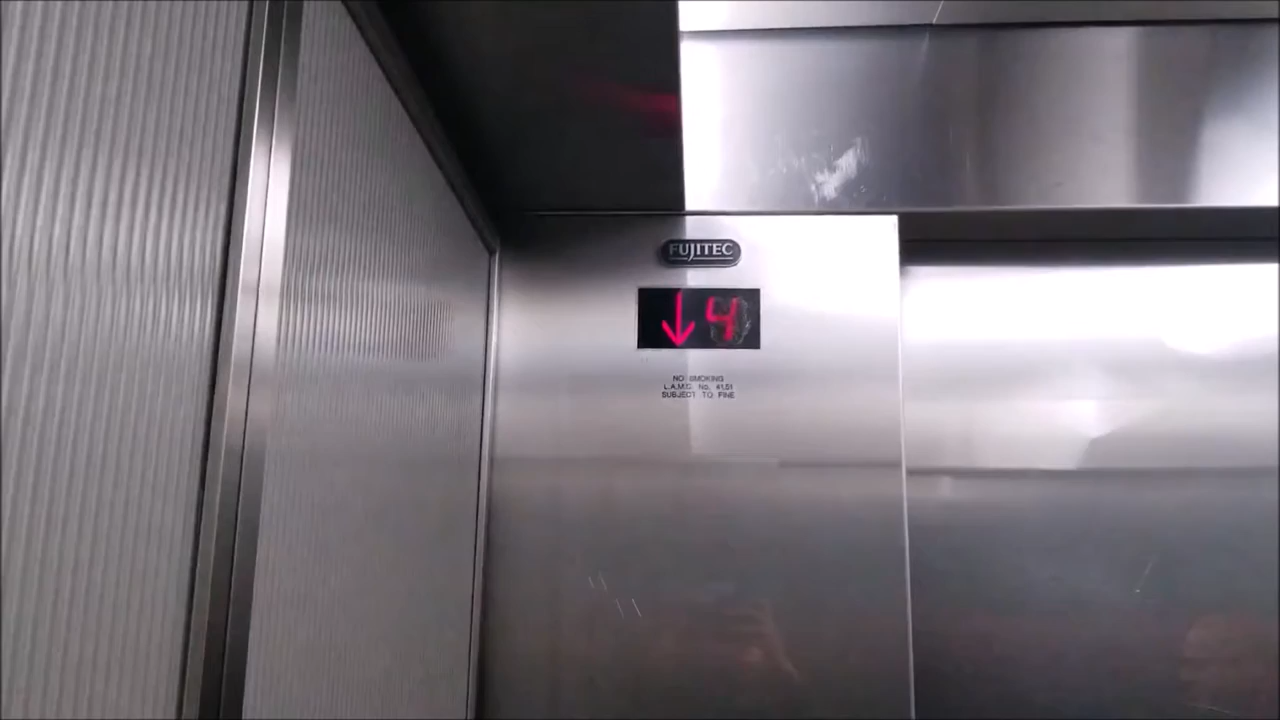 FUJITEC
↓ 4
NO SMOKING
L.A.M.C. No. 41.51
SUBJECT TO FINE